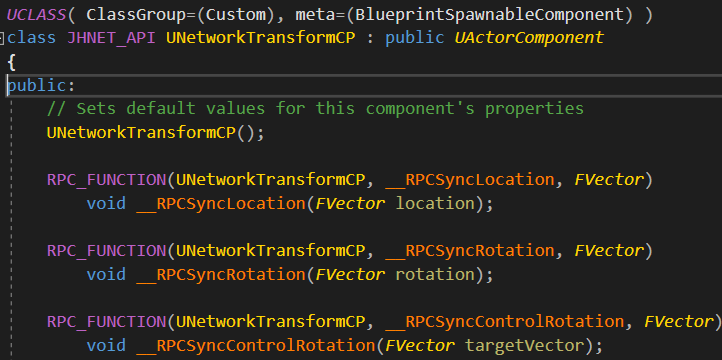 UCLASS( ClassGroup=(Custom), meta=(BlueprintSpawnableComponent) )
class JHNET_API UNetworkTransformCP : public UActorComponent
{
public:
// Sets default values for this component's properties
UNetworkTransformCP();
RPC_FUNCTION(UNetworkTransformCP, __RPCSyncLocation, FVector)
void __RPCSyncLocation(FVector location);
RPC_FUNCTION(UNetworkTransformCP, __RPCSyncRotation, FVector)
void __RPCSyncRotation(FVector rotation);
RPC_FUNCTION(UNetworkTransformCP, __RPCSyncControlRotation, FVector)
void __RPCSyncControlRotation(FVector targetVector);